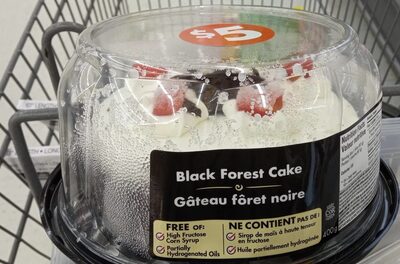 $5
Black Forest Cake
Gâteau fôret noire
FREE OF:
High Fructose
Corn Syrup
Partially
Hydrogenated Oils
NE CONTIENT PAS DE:
Sirop de maïs à haute teneur
en fructose
Huile partiellement hydrogénée
400g